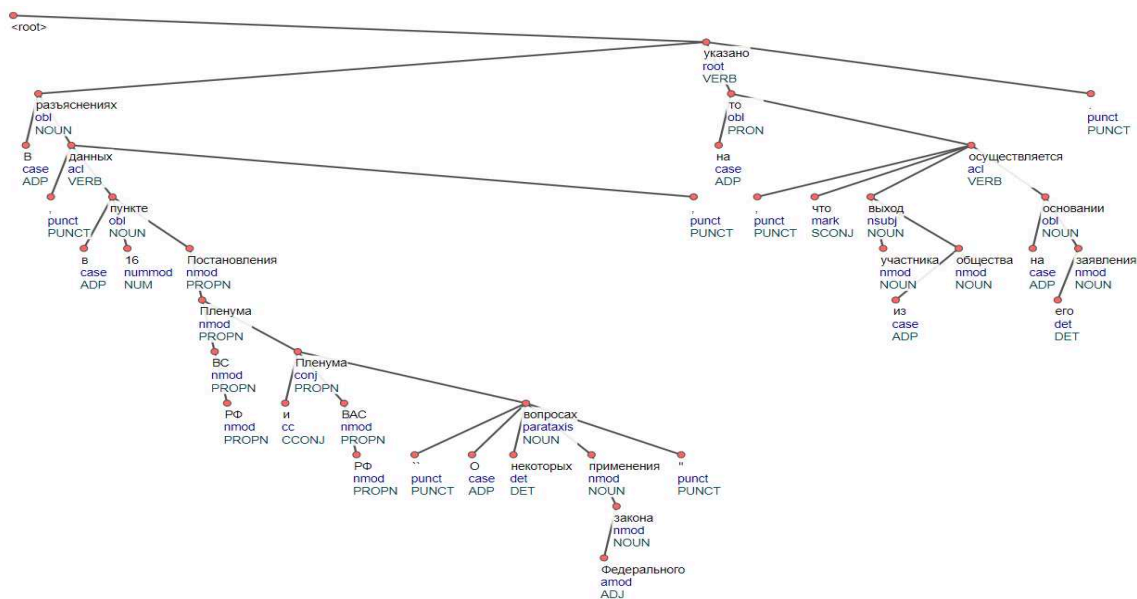 <root>
указано
root
VERB
разъяснениях
obl
NOUN
то
obl
PRON
.
punct
PUNCT
В
case
ADP
данных
acl
VERB
на
case
ADP
осуществляется
acl
VERB
,
punct
PUNCT
пункте
obl
NOUN
,
punct
PUNCT
,
punct
PUNCT
что
mark
SCONJ
выход
nsubj
NOUN
основании
obl
NOUN
в
case
ADP
16
nummod
NUM
Постановления
nmod
PROPN
участника
nmod
NOUN
общества
nmod
NOUN
на
case
ADP
заявления
nmod
NOUN
Пленума
nmod
PROPN
из
case
ADP
его
det
DET
ВС
nmod
PROPN
Пленума
conj
PROPN
РФ
nmod
PROPN
и
cc
CCONJ
ВАС
nmod
PROPN
вопросах
parataxis
NOUN
РФ
nmod
PROPN
``
punct
PUNCT
О
case
ADP
некоторых
det
DET
применения
nmod
NOUN
"
punct
PUNCT
закона
nmod
NOUN
Федерального
amod
ADJ